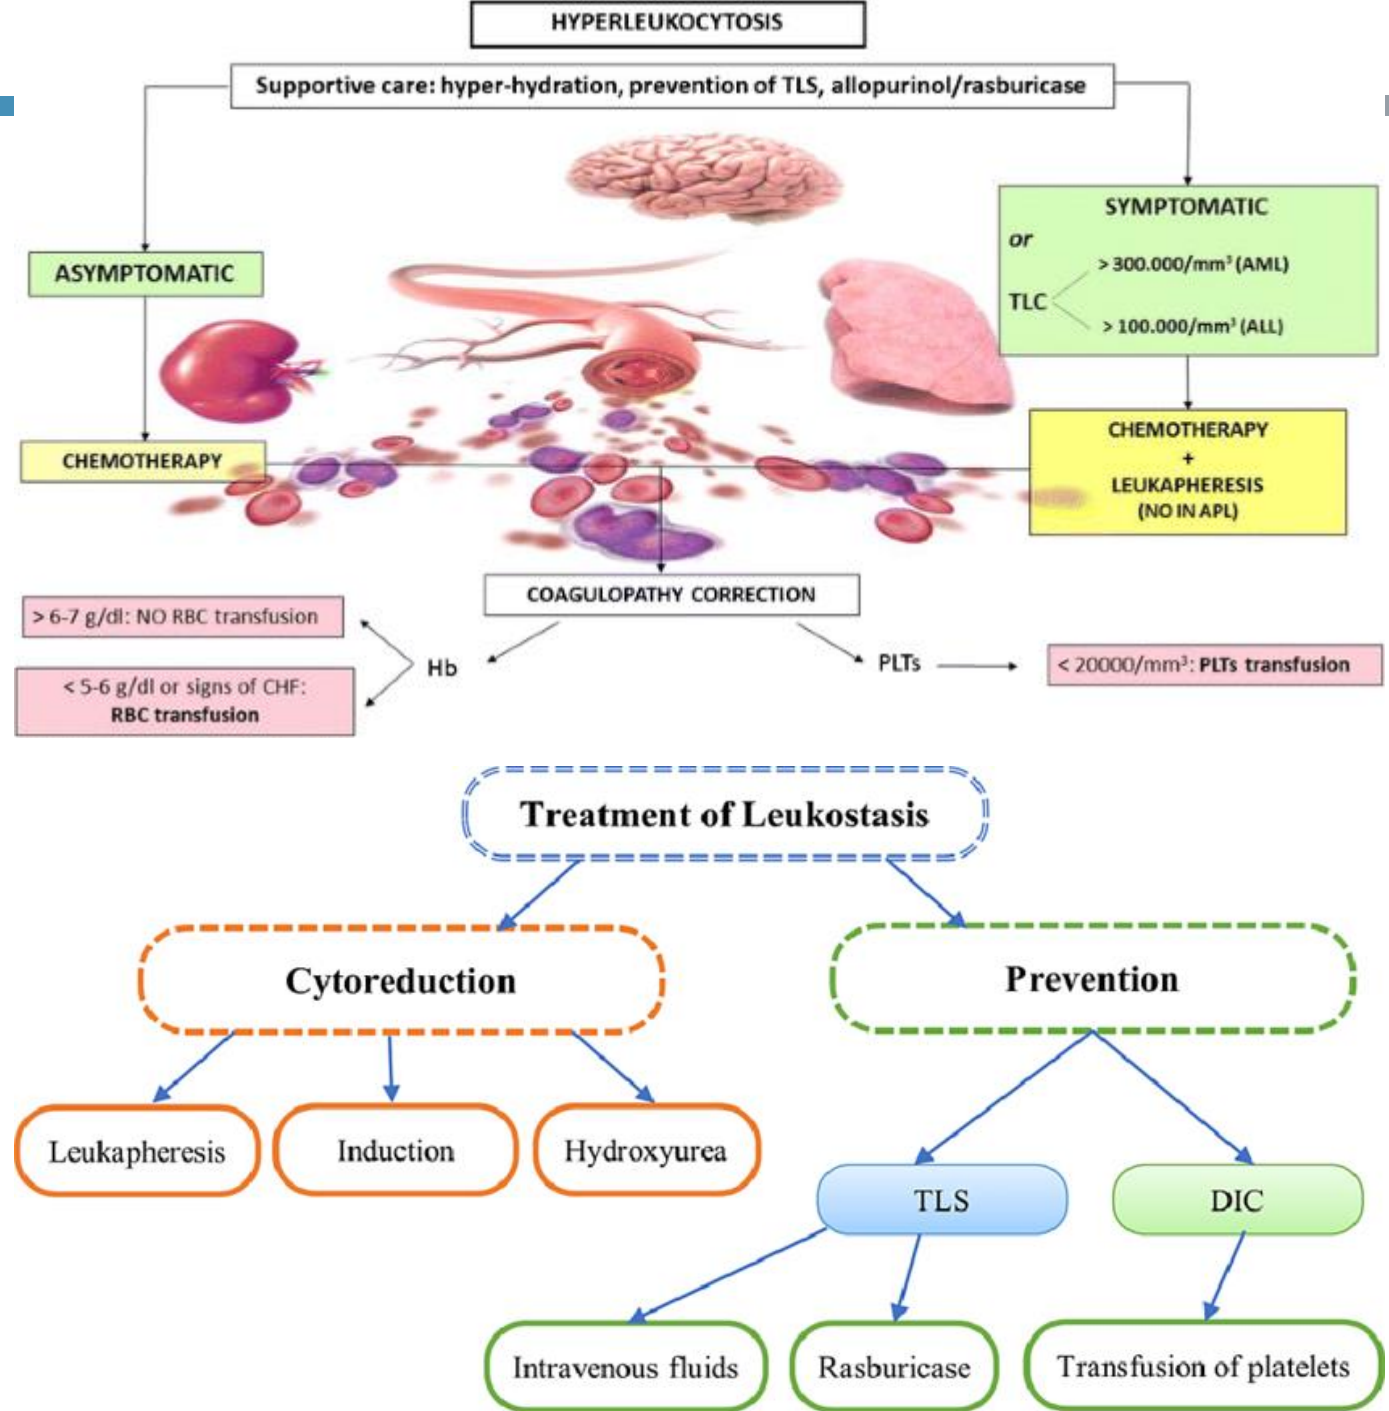 HYPERLEUKOCYTOSIS
Supportive care: hyper-hydration, prevention of TLS, allopurinol/rasburicase
SYMPTOMATIC
or
> 300.000/mm³ (AML)
TLC
> 100.000/mm³ (ALL)
ASYMPTOMATIC
CHEMOTHERAPY
CHEMOTHERAPY
+
LEUKAPHERESIS
(NO IN APL)
COAGULOPATHY CORRECTION
> 6-7 g/dl: NO RBC transfusion
Hb
< 5-6 g/dl or signs of CHF:
RBC transfusion
PLTs
< 20000/mm³: PLTs transfusion
Treatment of Leukostasis
Cytoreduction
Prevention
Leukapheresis
Induction
Hydroxyurea
TLS
DIC
Intravenous fluids
Rasburicase
Transfusion of platelets